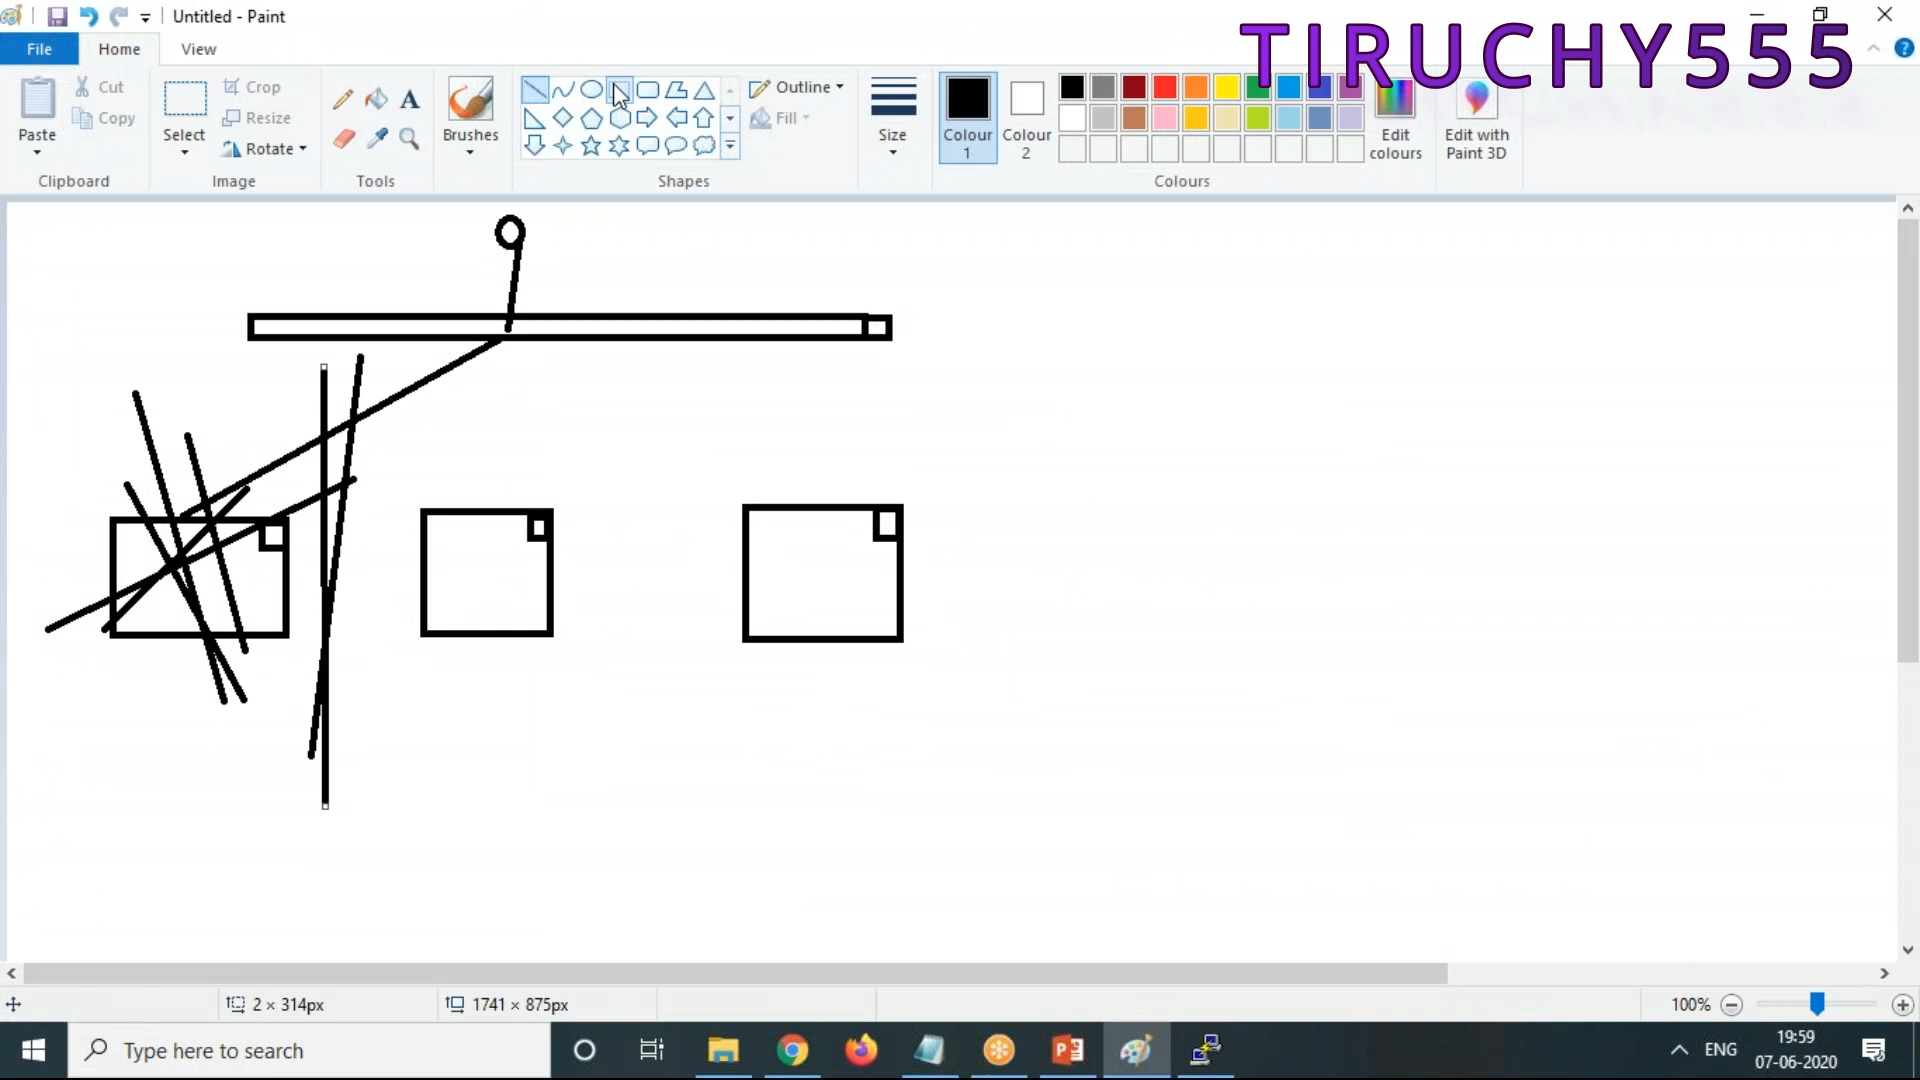 Untitled - Paint
TIRUCHY555
File Home View
Paste
Cut
Copy
Clipboard
Select
Crop
Resize
Rotate
Image
Tools
Brushes
Shapes
Outline
Fill
Size
Colour 1
Colour 2
Edit colours
Edit with Paint 3D
Colours
2 × 314px
1741 × 875px
100%
Type here to search
ENG
19:59
07-06-2020